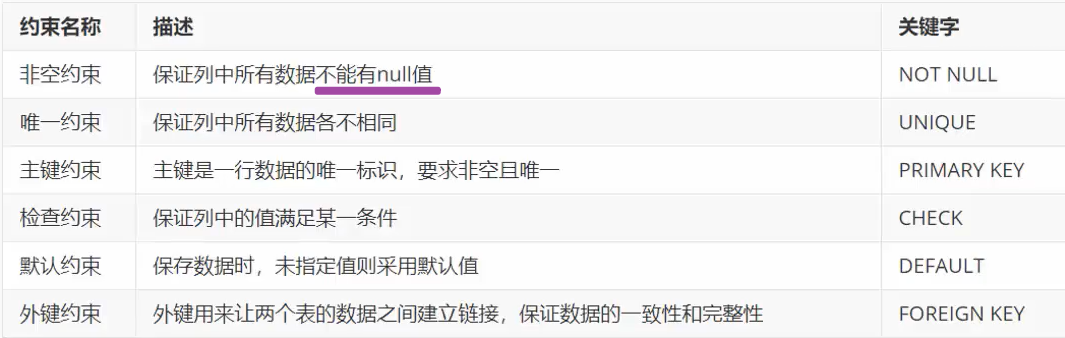 约束名称 描述 关键字
非空约束 保证列中所有数据不能有null值 NOT NULL
唯一约束 保证列中所有数据各不相同 UNIQUE
主键约束 主键是一行数据的唯一标识，要求非空且唯一 PRIMARY KEY
检查约束 保证列中的值满足某一条件 CHECK
默认约束 保存数据时，未指定值则采用默认值 DEFAULT
外键约束 外键用来让两个表的数据之间建立链接，保证数据的一致性和完整性 FOREIGN KEY